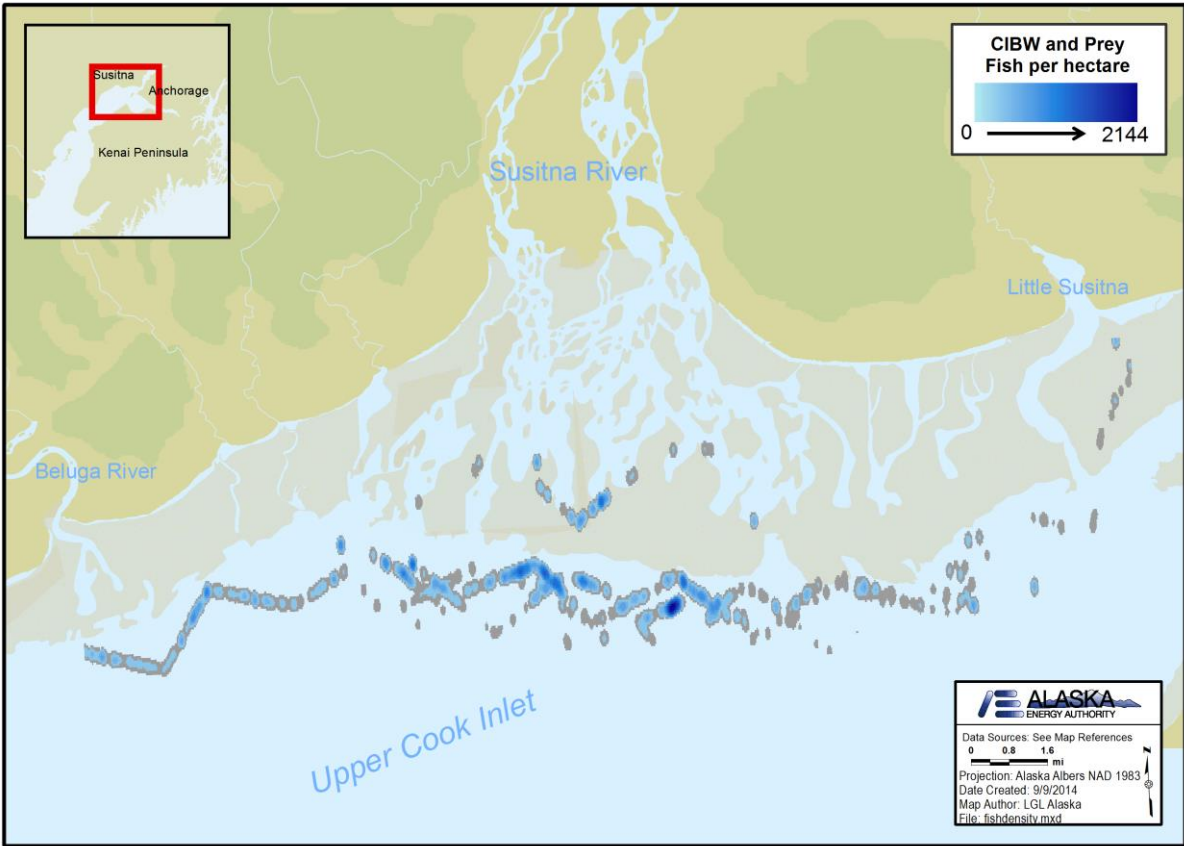 Susitna
Anchorage
Kenai Peninsula
CIBW and Prey
Fish per hectare
0 2144
Susitna River
Little Susitna
Beluga River
Upper Cook Inlet
ALASKA
ENERGY AUTHORITY
Data Sources: See Map References
0 0.8 1.6
mi
N
Projection: Alaska Albers NAD 1983
Date Created: 9/9/2014
Map Author: LGL Alaska
File: fishdensity.mxd